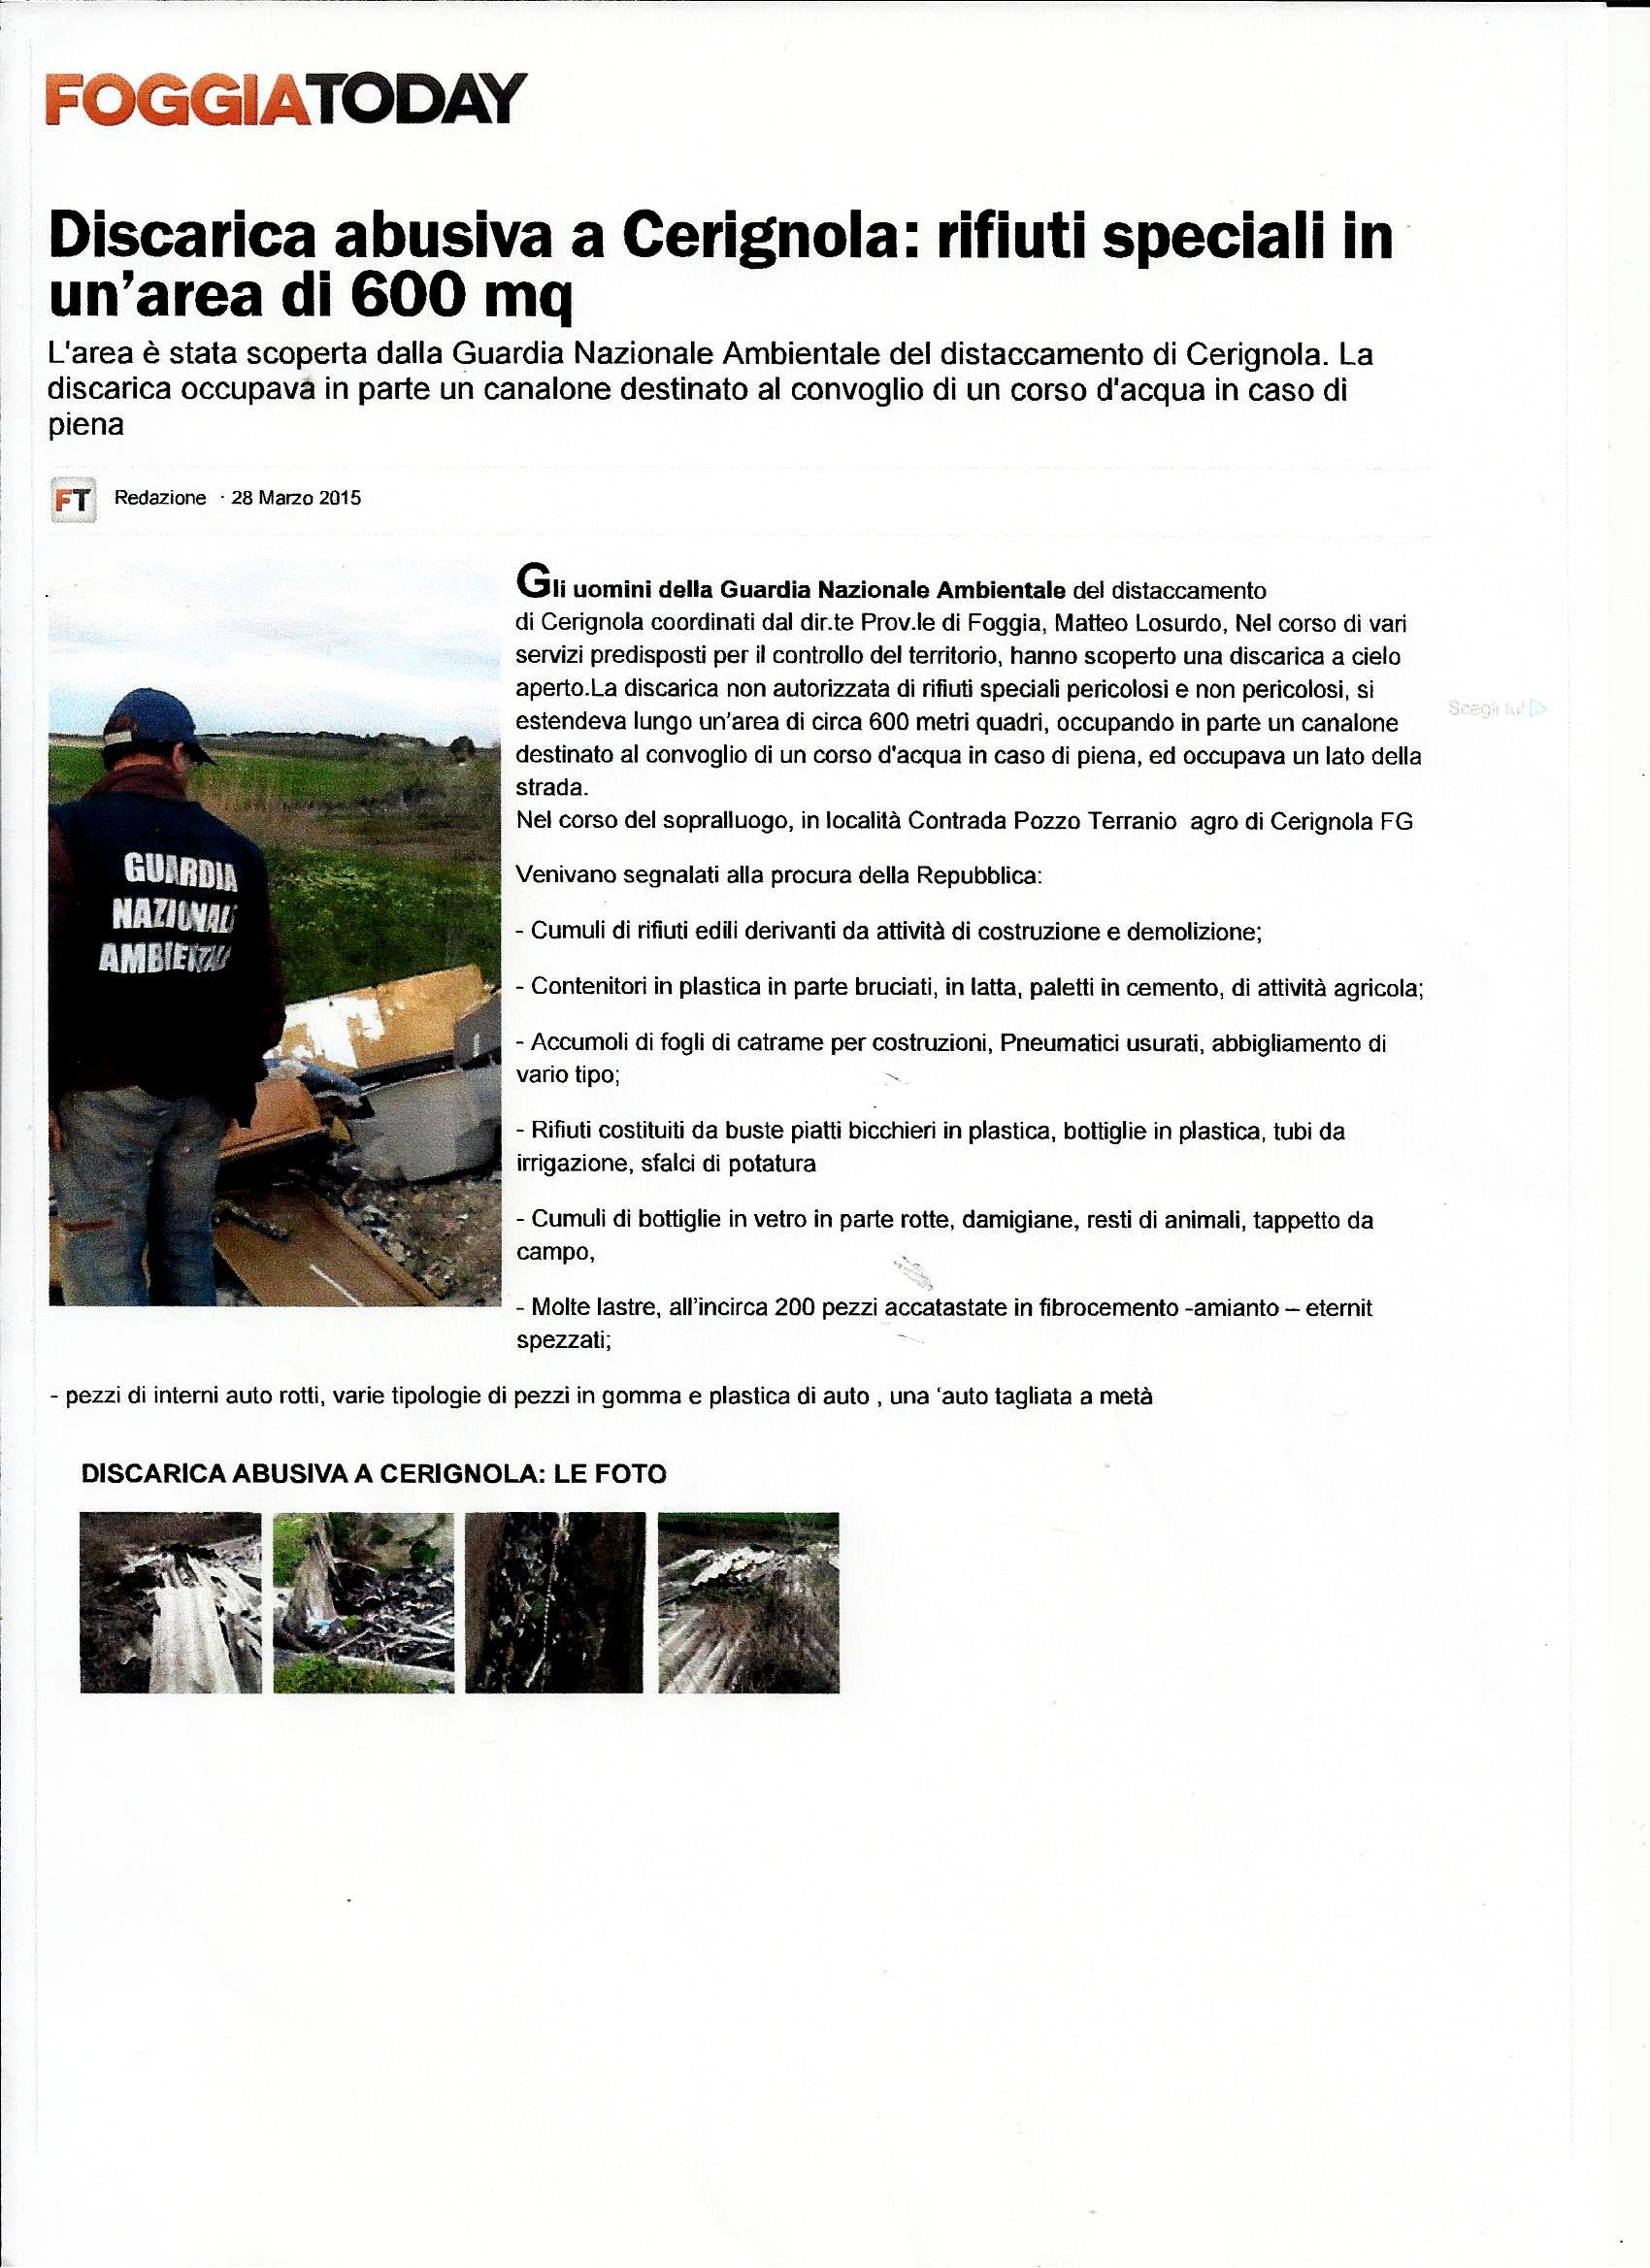 FOGGIATODAY
Discarica abusiva a Cerignola: rifiuti speciali in
un'area di 600 mq
L'area è stata scoperta dalla Guardia Nazionale Ambientale del distaccamento di Cerignola. La
discarica occupava in parte un canalone destinato al convoglio di un corso d'acqua in caso di
piena
FT Redazione · 28 Marzo 2015
Gli uomini della Guardia Nazionale Ambientale del distaccamento
di Cerignola coordinati dal dir.te Prov.le di Foggia, Matteo Losurdo, Nel corso di vari
servizi predisposti per il controllo del territorio, hanno scoperto una discarica a cielo
aperto.La discarica non autorizzata di rifiuti speciali pericolosi e non pericolosi, si
estendeva lungo un'area di circa 600 metri quadri, occupando in parte un canalone
destinato al convoglio di un corso d'acqua in caso di piena, ed occupava un lato della
strada.
Nel corso del sopralluogo, in località Contrada Pozzo Terranio agro di Cerignola FG
Venivano segnalati alla procura della Repubblica:
- Cumuli di rifiuti edili derivanti da attività di costruzione e demolizione;
- Contenitori in plastica in parte bruciati, in latta, paletti in cemento, di attività agricola;
- Accumoli di fogli di catrame per costruzioni, Pneumatici usurati, abbigliamento di
vario tipo;
- Rifiuti costituiti da buste piatti bicchieri in plastica, bottiglie in plastica, tubi da
irrigazione, sfalci di potatura
- Cumuli di bottiglie in vetro in parte rotte, damigiane, resti di animali, tappetto da
campo,
- Molte lastre, all'incirca 200 pezzi accatastate in fibrocemento -amianto – eternit
spezzati;
- pezzi di interni auto rotti, varie tipologie di pezzi in gomma e plastica di auto , una 'auto tagliata a metà
Scegli tu!
GUARDIA
NAZIONALE
AMBIENTALE
DISCARICA ABUSIVA A CERIGNOLA: LE FOTO